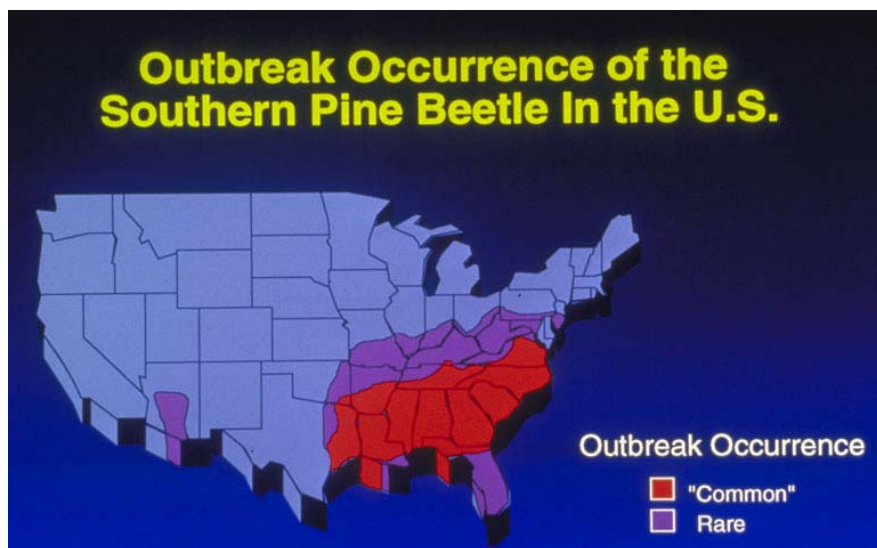 Outbreak Occurrence of the
Southern Pine Beetle In the U.S.
Outbreak Occurrence
"Common"
Rare